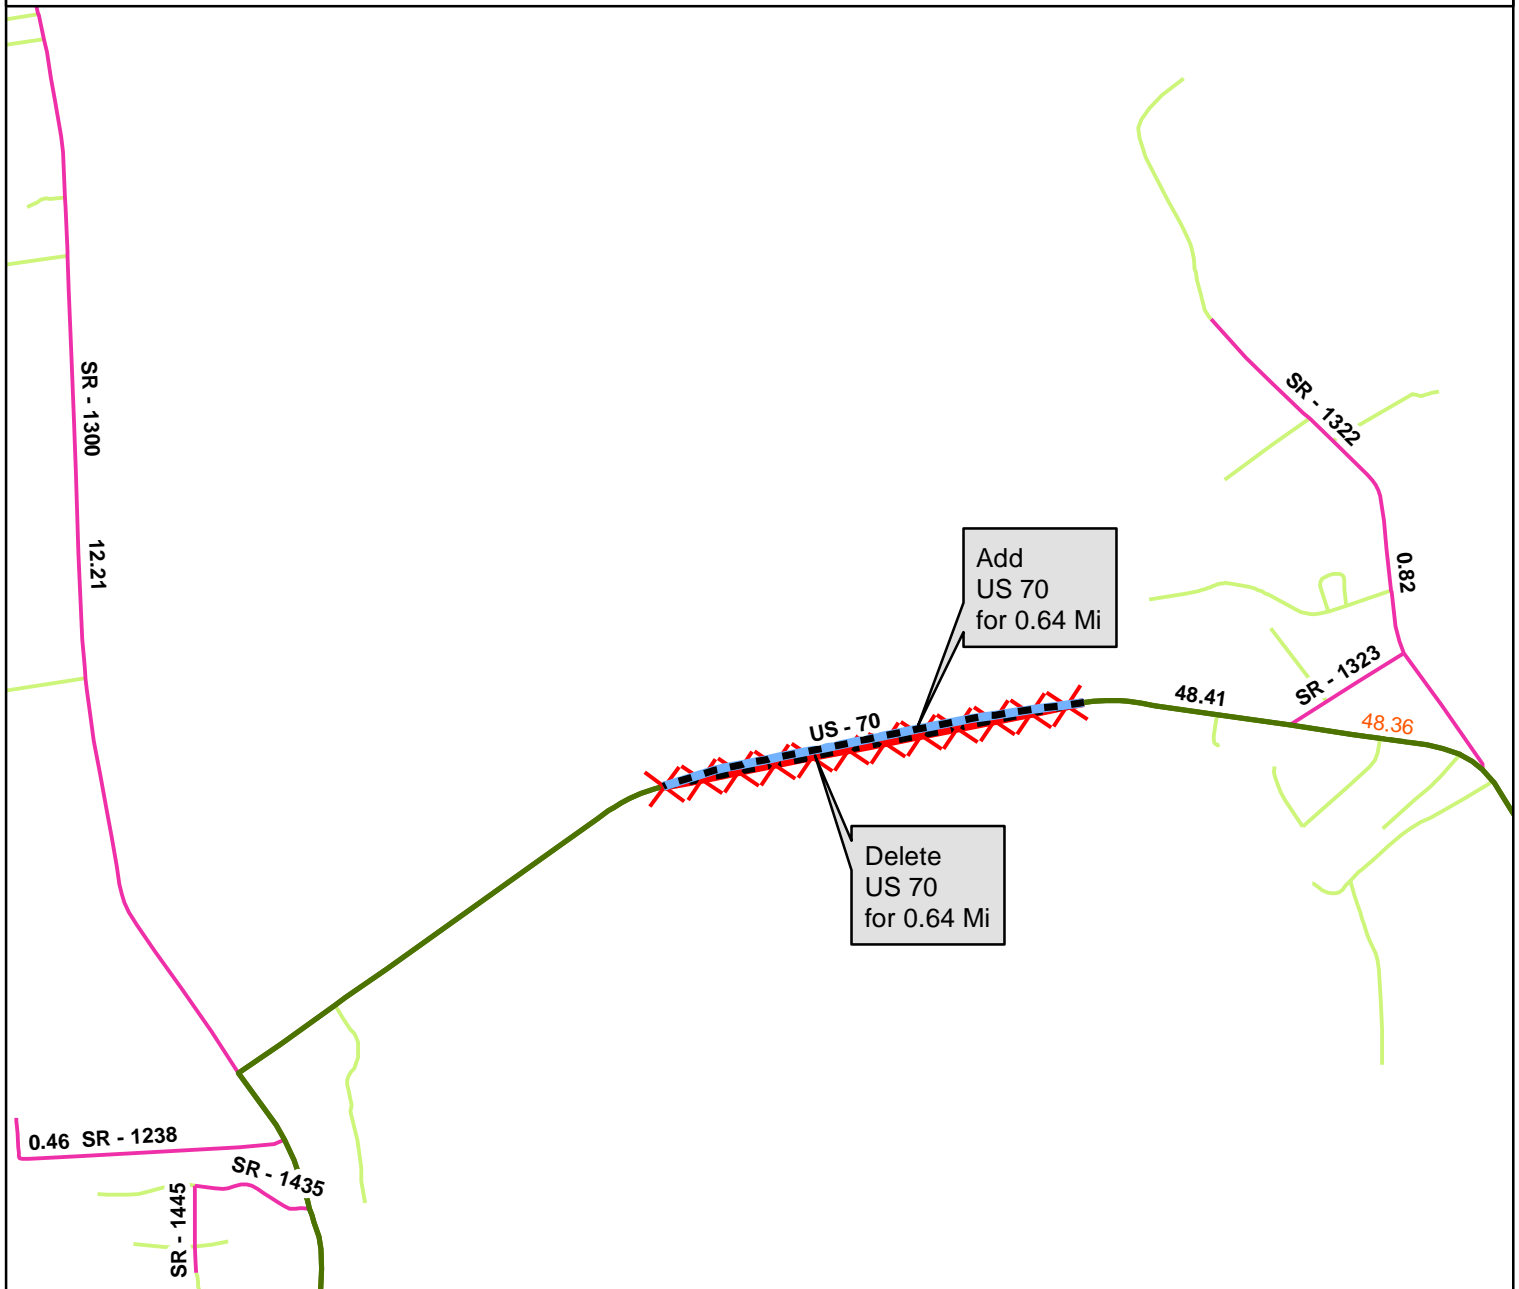 SR - 1300
12.21
SR - 1322
0.82
Add
US 70
for 0.64 Mi
SR - 1323
48.41
48.36
US - 70
Delete
US 70
for 0.64 Mi
0.46 SR - 1238
SR - 1435
SR - 1445